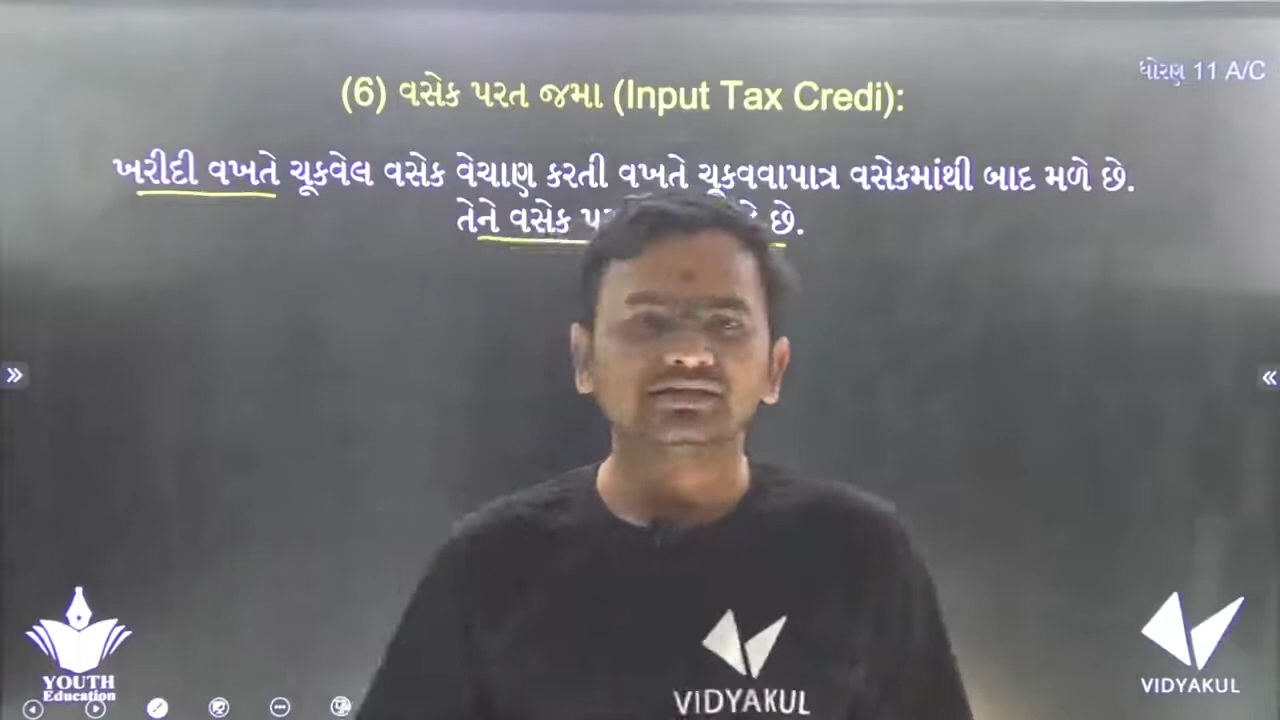 ધોરણ 11 A/C
(6) વસેક પરત જમા (Input Tax Credi):
ખરીદી વખતે ચૂકવેલ વસેક વેચાણ કરતી વખતે ચૂકવવાપાત્ર વસેકમાંથી બાદ મળે છે.
તેને વસેક છે.
YOUTH
Education
VIDYAKUL
VIDYAKUL